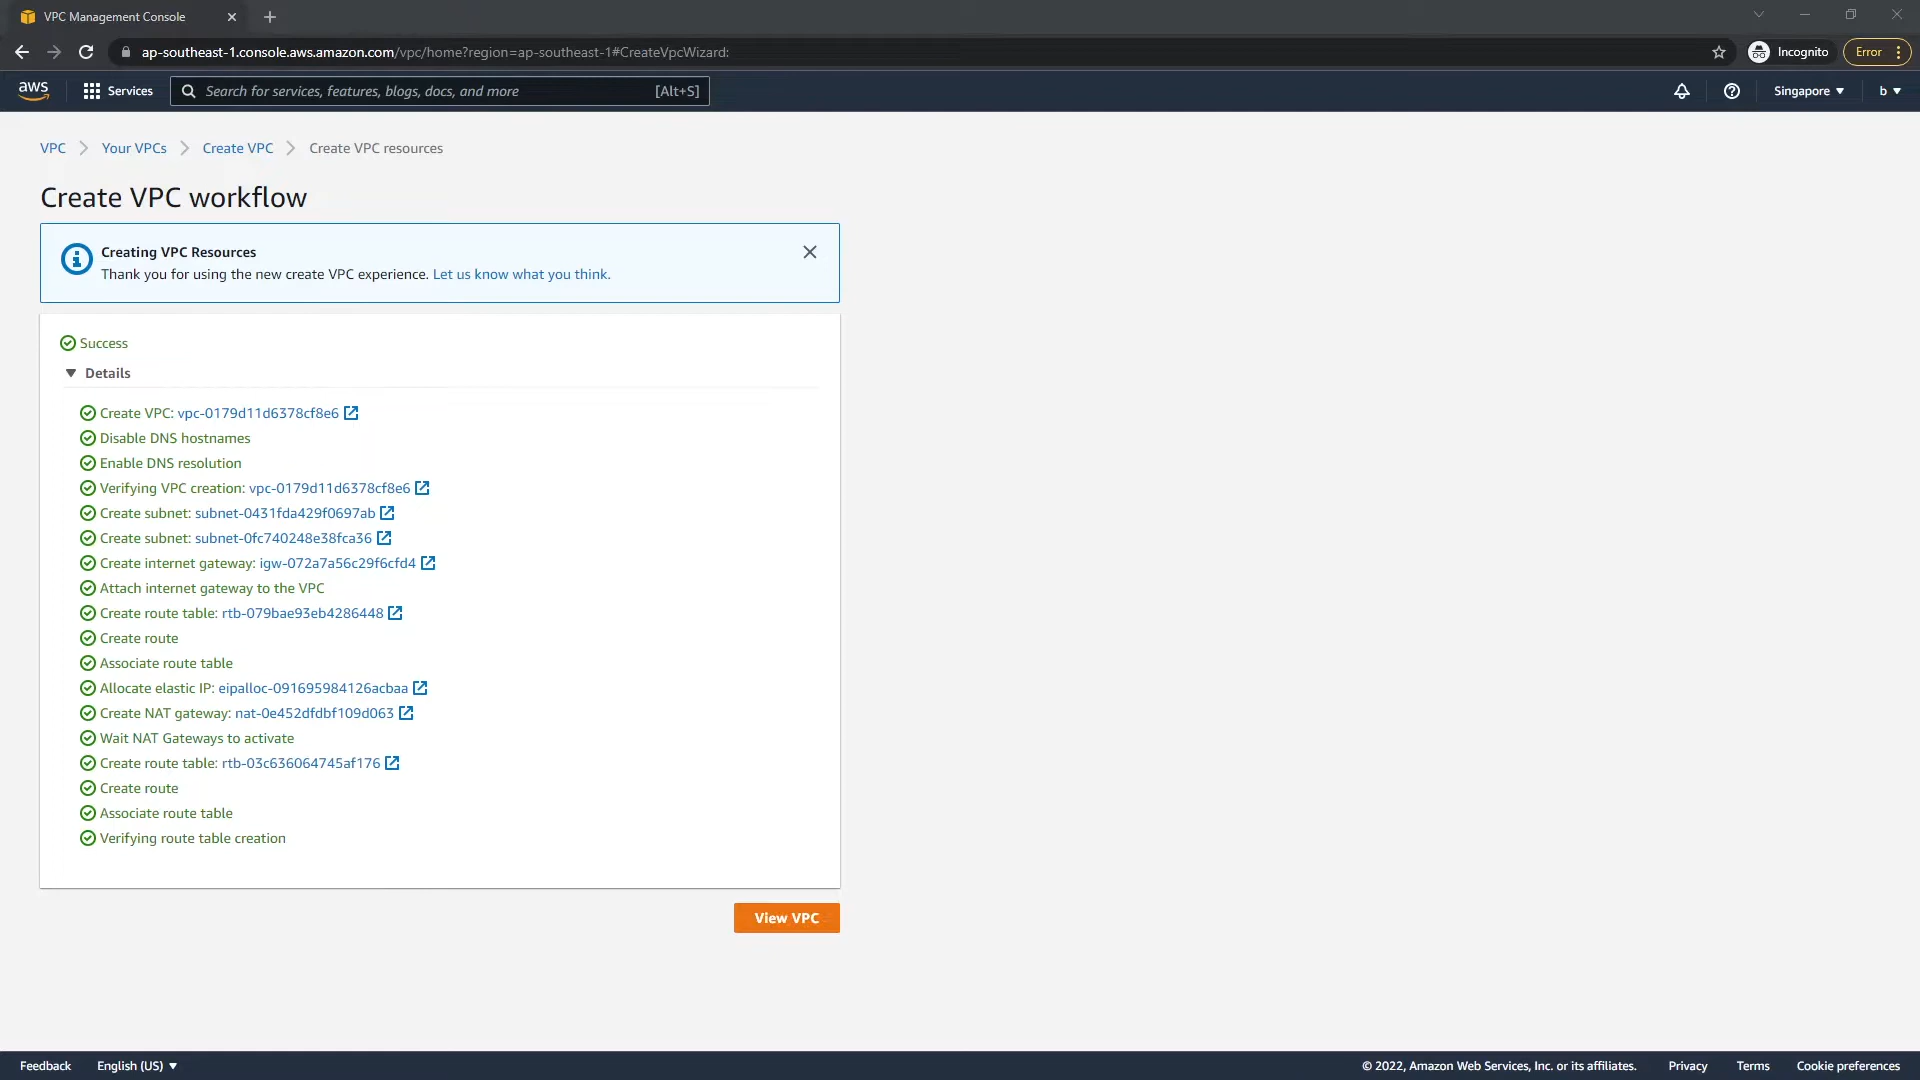 VPC Management Console
ap-southeast-1.console.aws.amazon.com/vpc/home?region=ap-southeast-1#CreateVpcWizard:
Incognito
Error
aws
Services
Search for services, features, blogs, docs, and more
[Alt+S]
Singapore
b
VPC
Your VPCs
Create VPC
Create VPC resources
Create VPC workflow
Creating VPC Resources
Thank you for using the new create VPC experience. Let us know what you think.
Success
Details
Create VPC: vpc-0179d11d6378cf8e6
Disable DNS hostnames
Enable DNS resolution
Verifying VPC creation: vpc-0179d11d6378cf8e6
Create subnet: subnet-0431fda429f0697ab
Create subnet: subnet-0fc740248e38fca36
Create internet gateway: igw-072a7a56c29f6cfd4
Attach internet gateway to the VPC
Create route table: rtb-079bae93eb4286448
Create route
Associate route table
Allocate elastic IP: eipalloc-091695984126acbaa
Create NAT gateway: nat-0e452dfdbf109d063
Wait NAT Gateways to activate
Create route table: rtb-03c636064745af176
Create route
Associate route table
Verifying route table creation
View VPC
Feedback
English (US)
© 2022, Amazon Web Services, Inc. or its affiliates.
Privacy
Terms
Cookie preferences